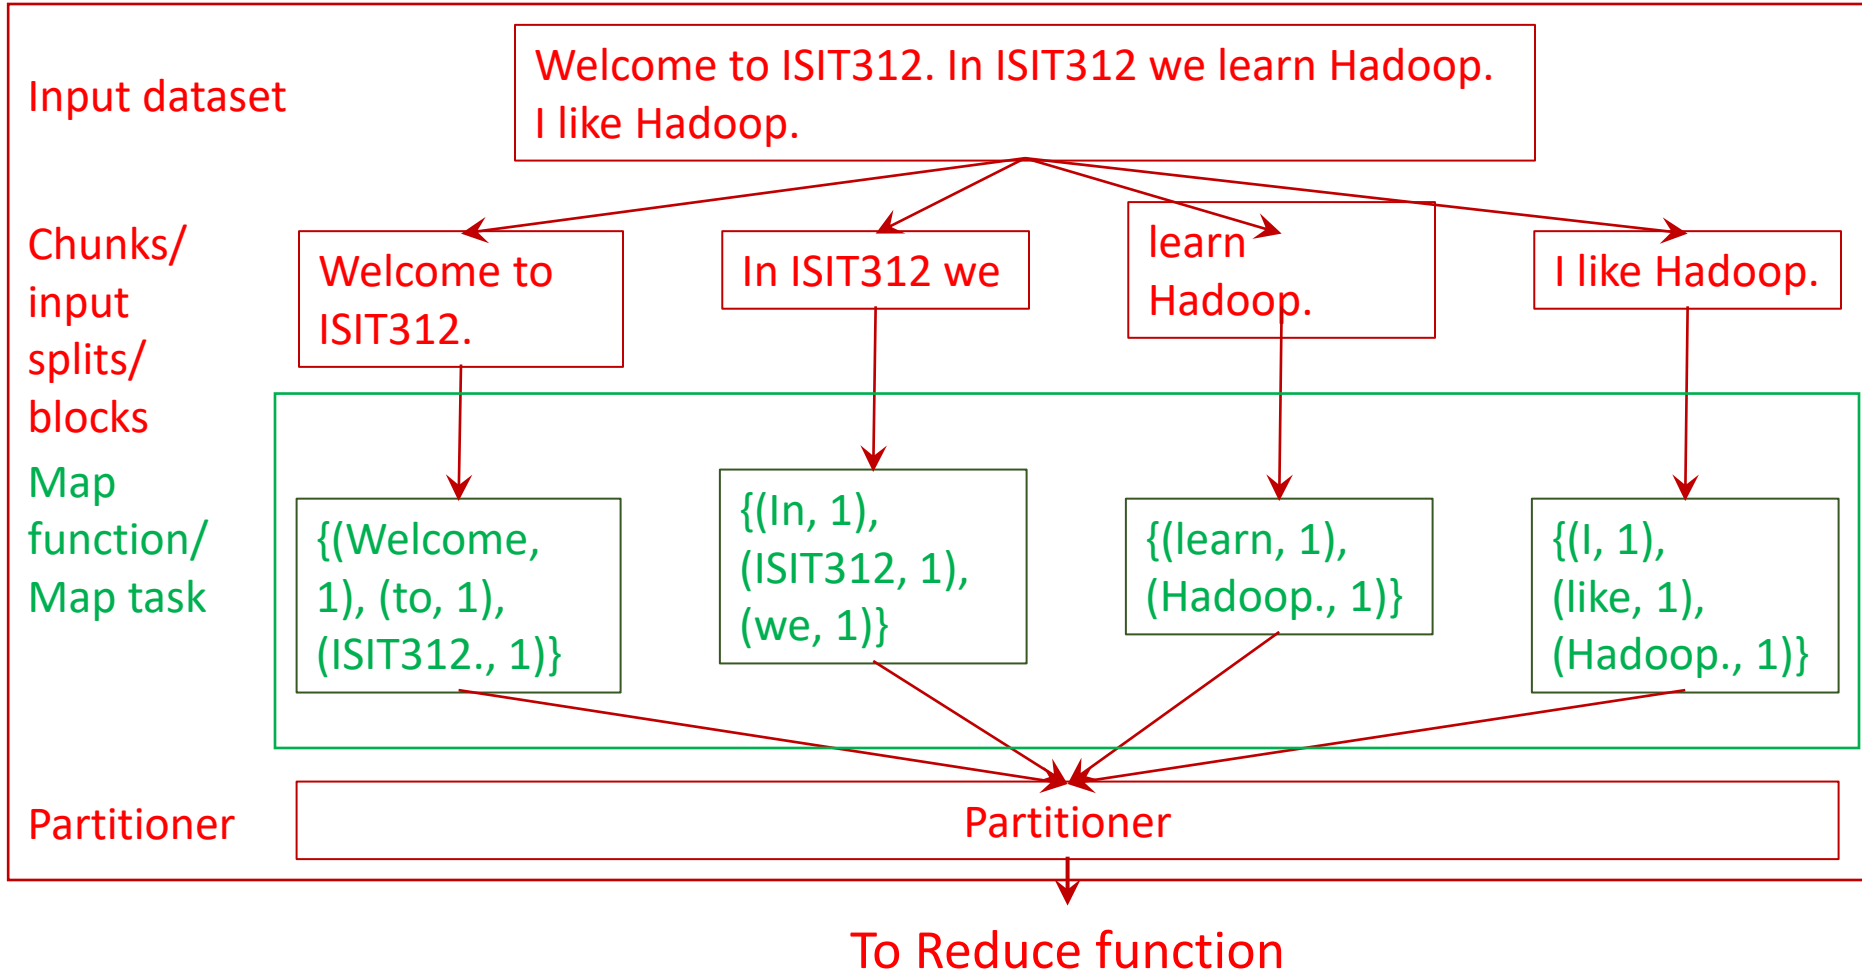 Input dataset
Welcome to ISIT312. In ISIT312 we learn Hadoop.
I like Hadoop.
Chunks/
input
splits/
blocks
Welcome to
ISIT312.
In ISIT312 we
learn
Hadoop.
I like Hadoop.
Map
function/
Map task
{(Welcome,
1), (to, 1),
(ISIT312., 1)}
{(In, 1),
(ISIT312, 1),
(we, 1)}
{(learn, 1),
(Hadoop., 1)}
{(I, 1),
(like, 1),
(Hadoop., 1)}
Partitioner
Partitioner
To Reduce function